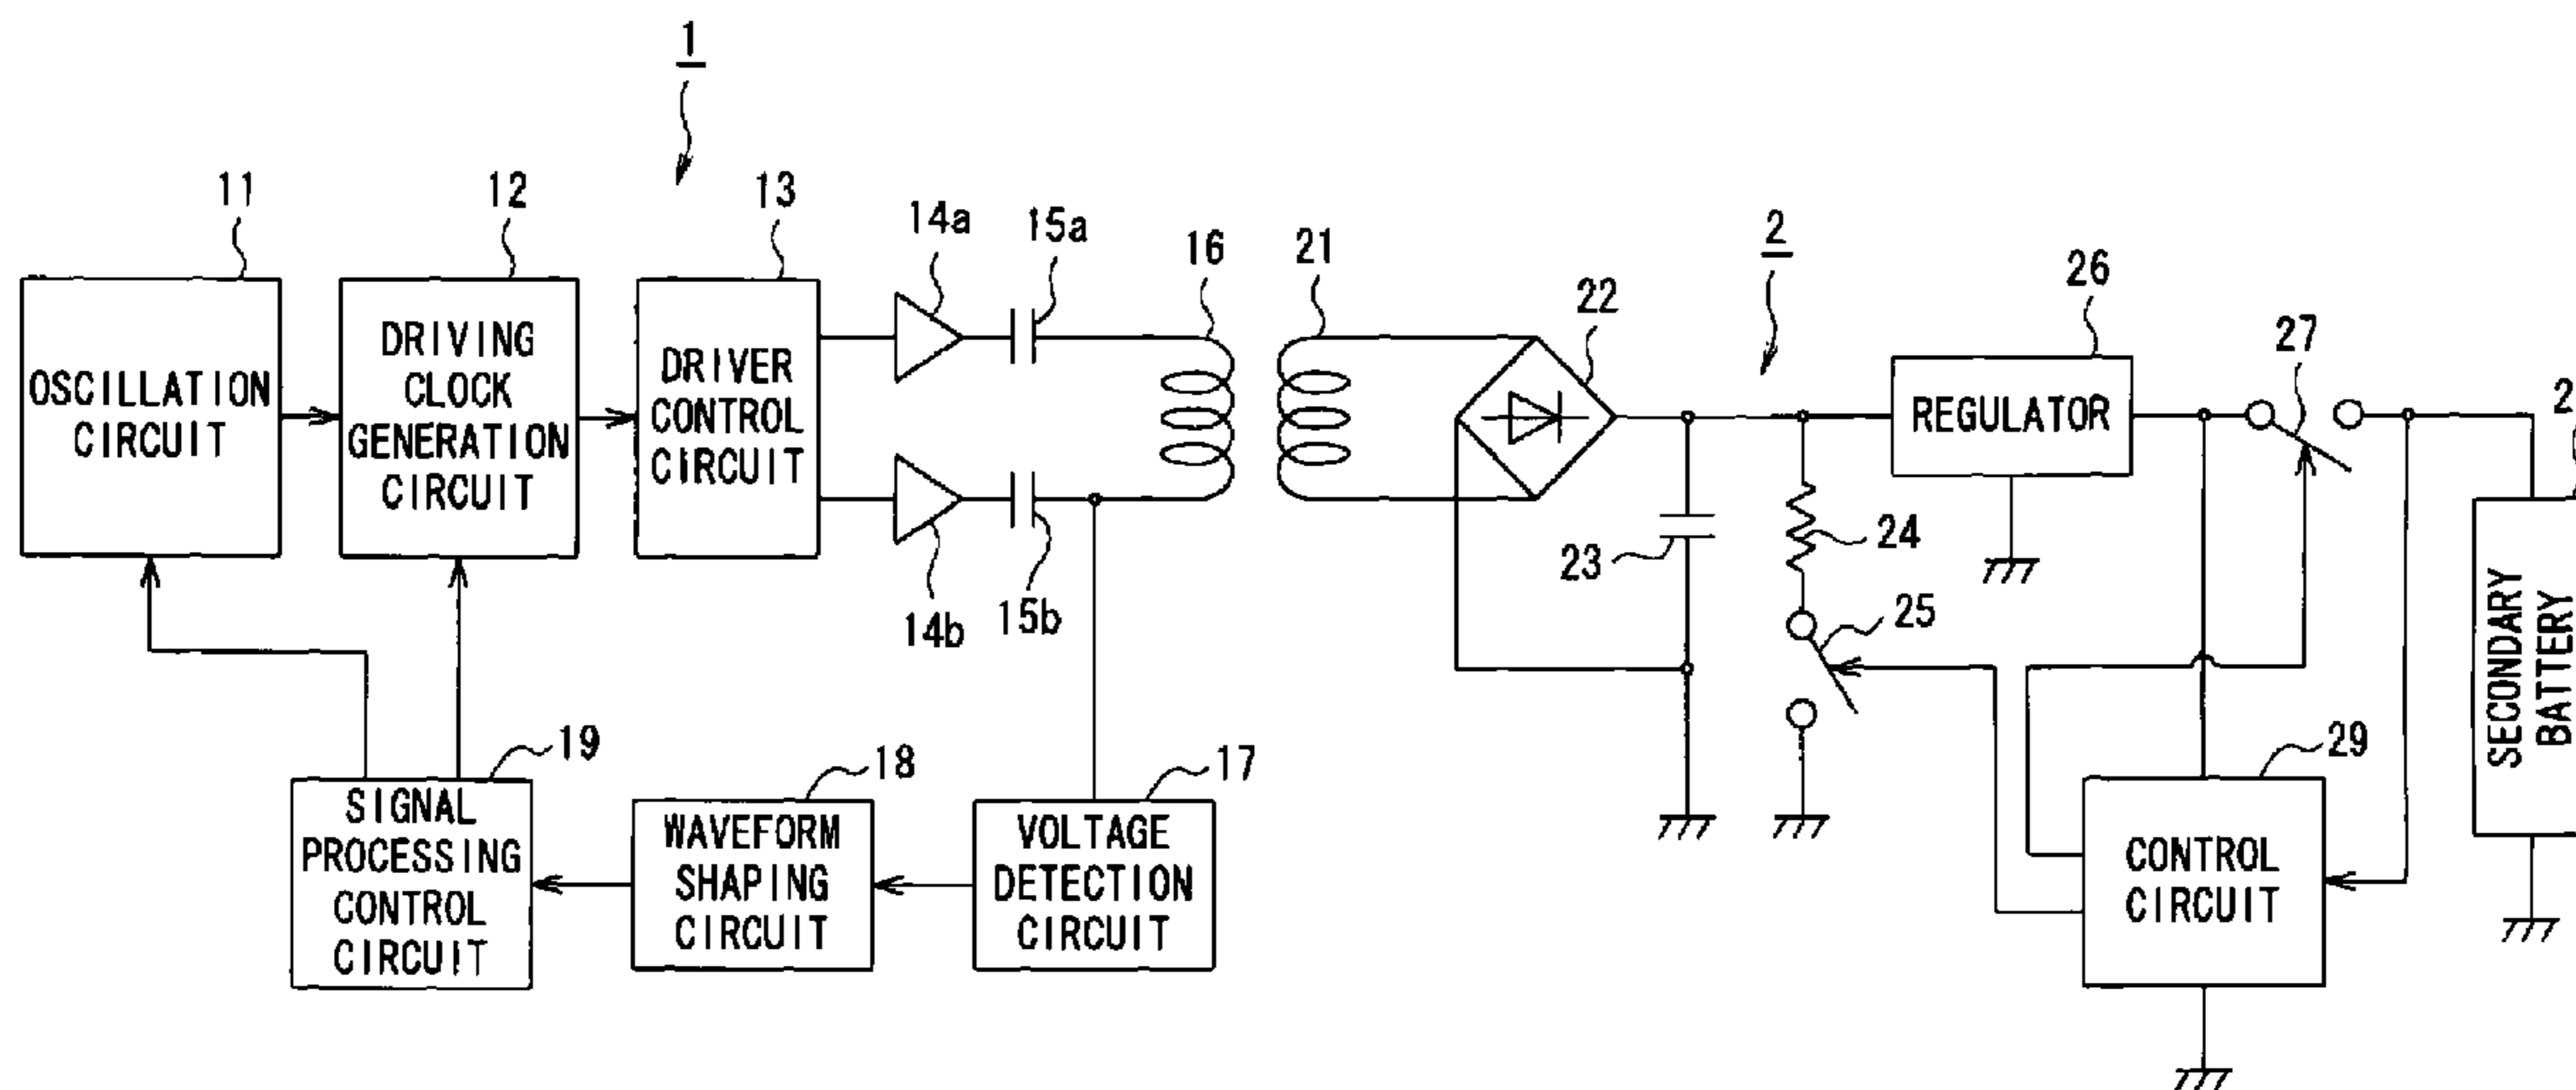 1
11
12
13
14a
15a
16
21
22
2
26
27
2
OSCILLATION
CIRCUIT
DRIVING
CLOCK
GENERATION
CIRCUIT
DRIVER
CONTROL
CIRCUIT
REGULATOR
14b
15b
23
24
25
SECONDARY
BATTERY
19
18
17
29
SIGNAL
PROCESSING
CONTROL
CIRCUIT
WAVEFORM
SHAPING
CIRCUIT
VOLTAGE
DETECTION
CIRCUIT
CONTROL
CIRCUIT